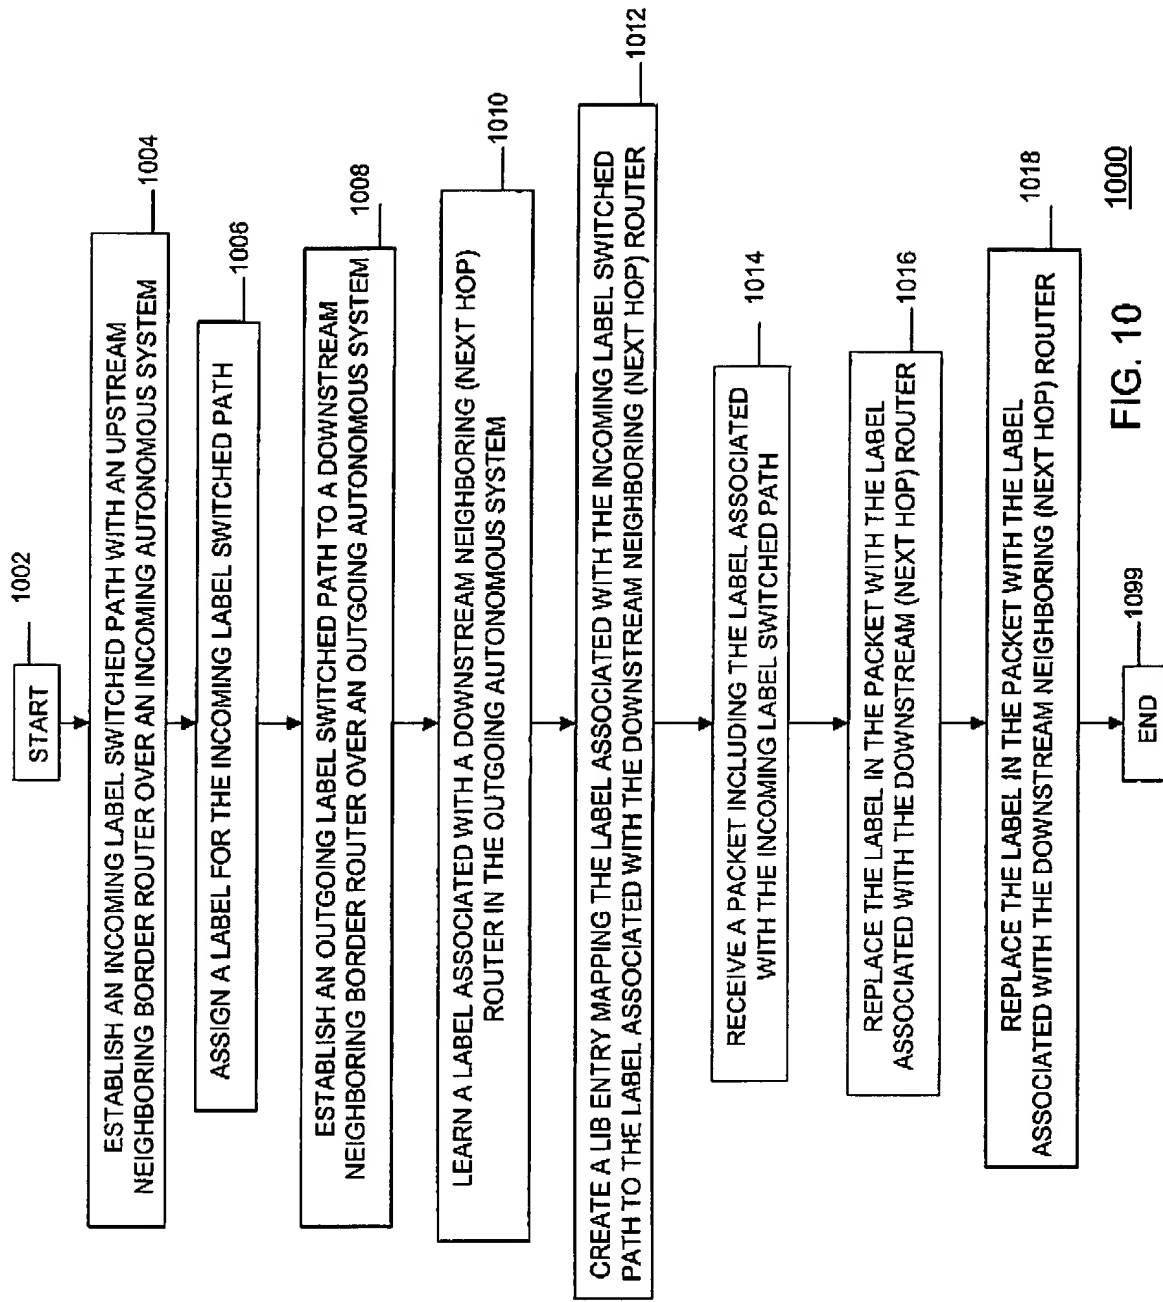 START
1002
ESTABLISH AN INCOMING LABEL SWITCHED PATH WITH AN UPSTREAM
NEIGHBORING BORDER ROUTER OVER AN INCOMING AUTONOMOUS SYSTEM
1004
ASSIGN A LABEL FOR THE INCOMING LABEL SWITCHED PATH
1006
ESTABLISH AN OUTGOING LABEL SWITCHED PATH TO A DOWNSTREAM
NEIGHBORING BORDER ROUTER OVER AN OUTGOING AUTONOMOUS SYSTEM
1008
LEARN A LABEL ASSOCIATED WITH A DOWNSTREAM NEIGHBORING (NEXT HOP)
ROUTER IN THE OUTGOING AUTONOMOUS SYSTEM
1010
CREATE A LIB ENTRY MAPPING THE LABEL ASSOCIATED WITH THE INCOMING LABEL SWITCHED
PATH TO THE LABEL ASSOCIATED WITH THE DOWNSTREAM NEIGHBORING (NEXT HOP) ROUTER
1012
RECEIVE A PACKET INCLUDING THE LABEL ASSOCIATED
WITH THE INCOMING LABEL SWITCHED PATH
1014
REPLACE THE LABEL IN THE PACKET WITH THE LABEL
ASSOCIATED WITH THE DOWNSTREAM (NEXT HOP) ROUTER
1016
REPLACE THE LABEL IN THE PACKET WITH THE LABEL
ASSOCIATED WITH THE DOWNSTREAM NEIGHBORING (NEXT HOP) ROUTER
1018
END
1099
FIG. 10
1000